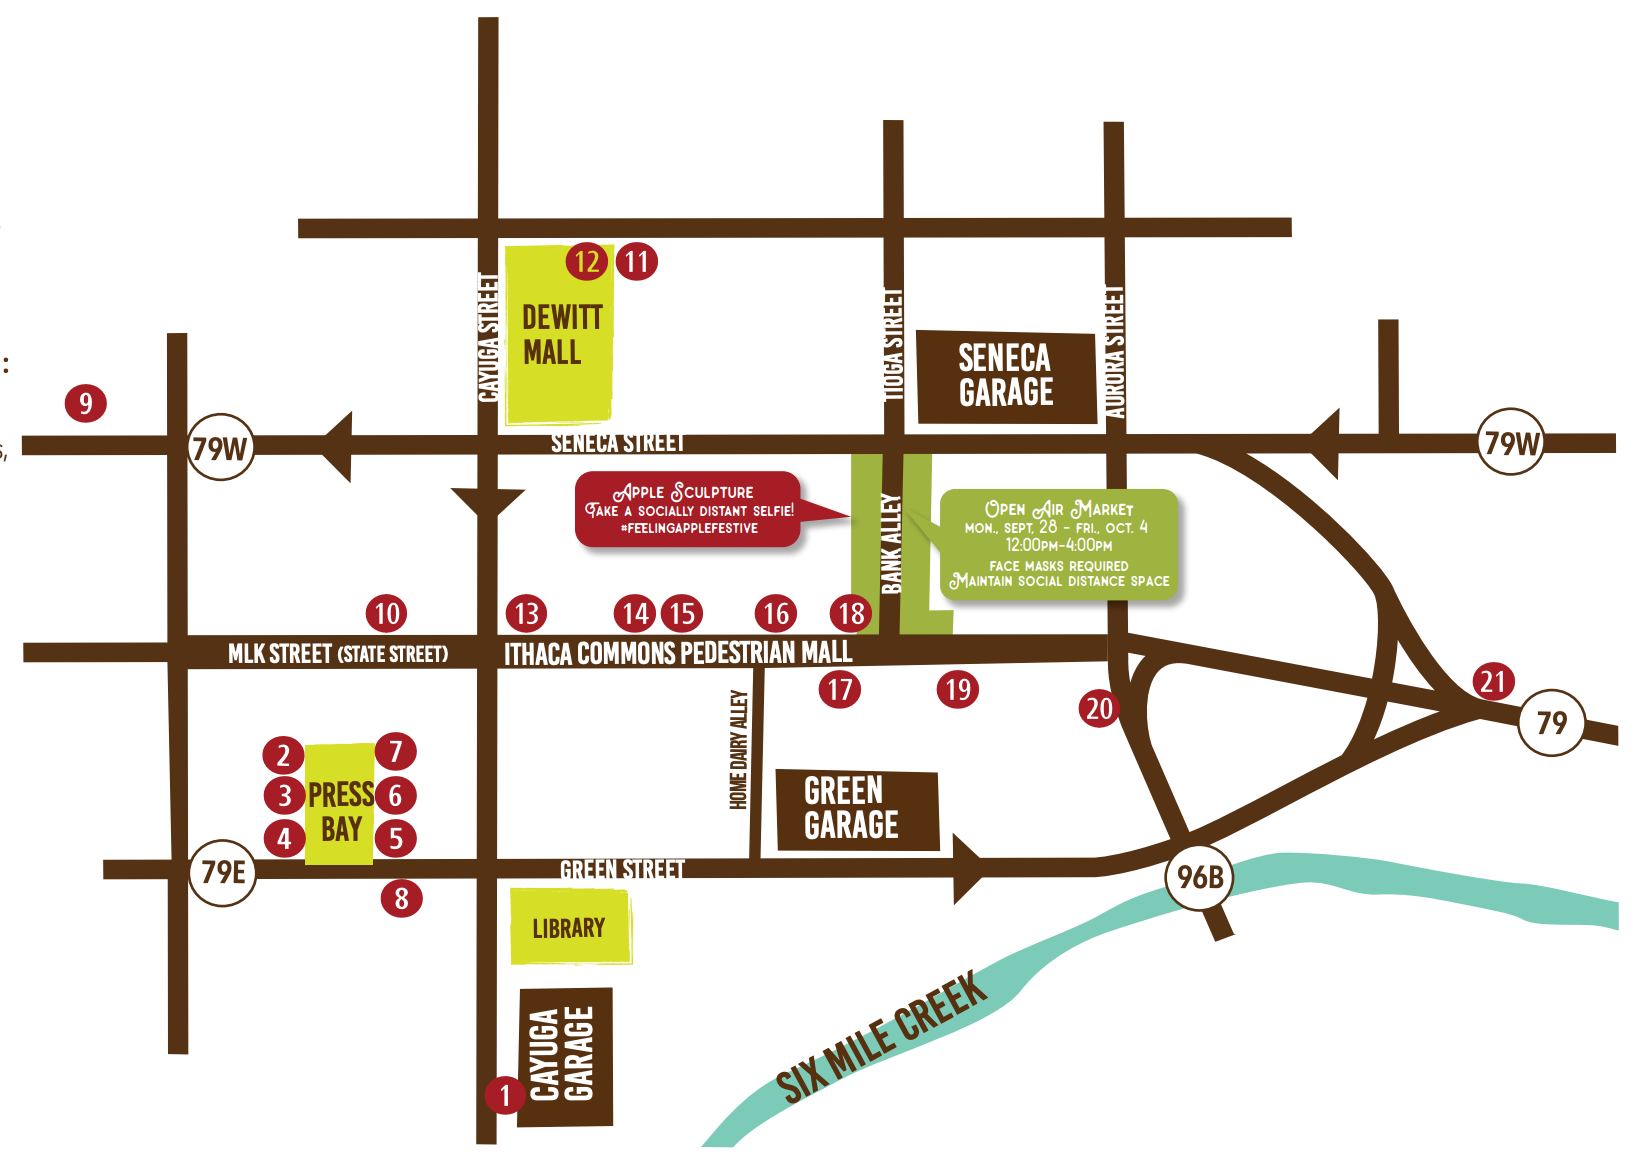 12
11
DEWITT
MALL
CAYUGA STREET
TIOGA STREET
AURORA STREET
SENECA
GARAGE
:
9
s,
79W
SENECA STREET
79W
APPLE SCULPTURE
TAKE A SOCIALLY DISTANT SELFIE!
#FEELINGAPPLEFESTIVE
BANK ALLEY
OPEN AIR MARKET
MON., SEPT, 28 - FRI., OCT. 4
12:00PM-4:00PM
FACE MASKS REQUIRED
MAINTAIN SOCIAL DISTANCE SPACE
10
13
14
15
16
18
MLK STREET (STATE STREET)
ITHACA COMMONS PEDESTRIAN MALL
17
19
20
21
79
HOME DAIRY ALLEY
2
7
3
PRESS
6
4
BAY
5
GREEN
GARAGE
79E
GREEN STREET
96B
8
LIBRARY
CAYUGA
GARAGE
1
SIX MILE CREEK